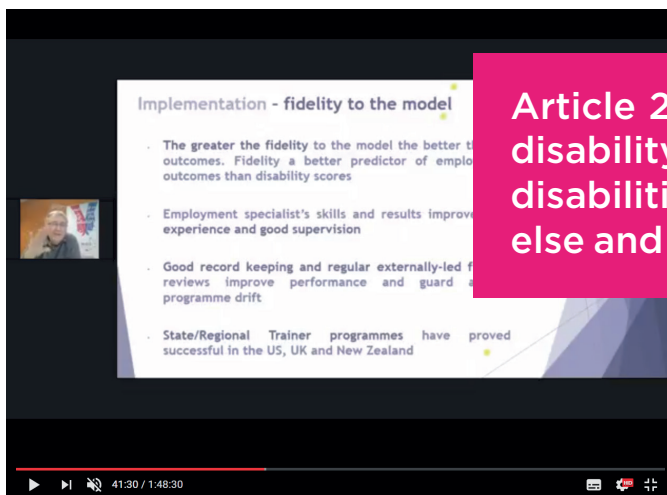 Implementation - fidelity to the model
The greater the fidelity to the model the better t
outcomes. Fidelity a better predictor of emplo
outcomes than disability scores
Employment specialist's skills and results improve
experience and good supervision
Good record keeping and regular externally-led f
reviews improve performance and guard a
programme drift
State/Regional Trainer programmes have proved
successful in the US, UK and New Zealand
Article 2
disability
disabiliti
else and
41:30 / 1:48:30
HD